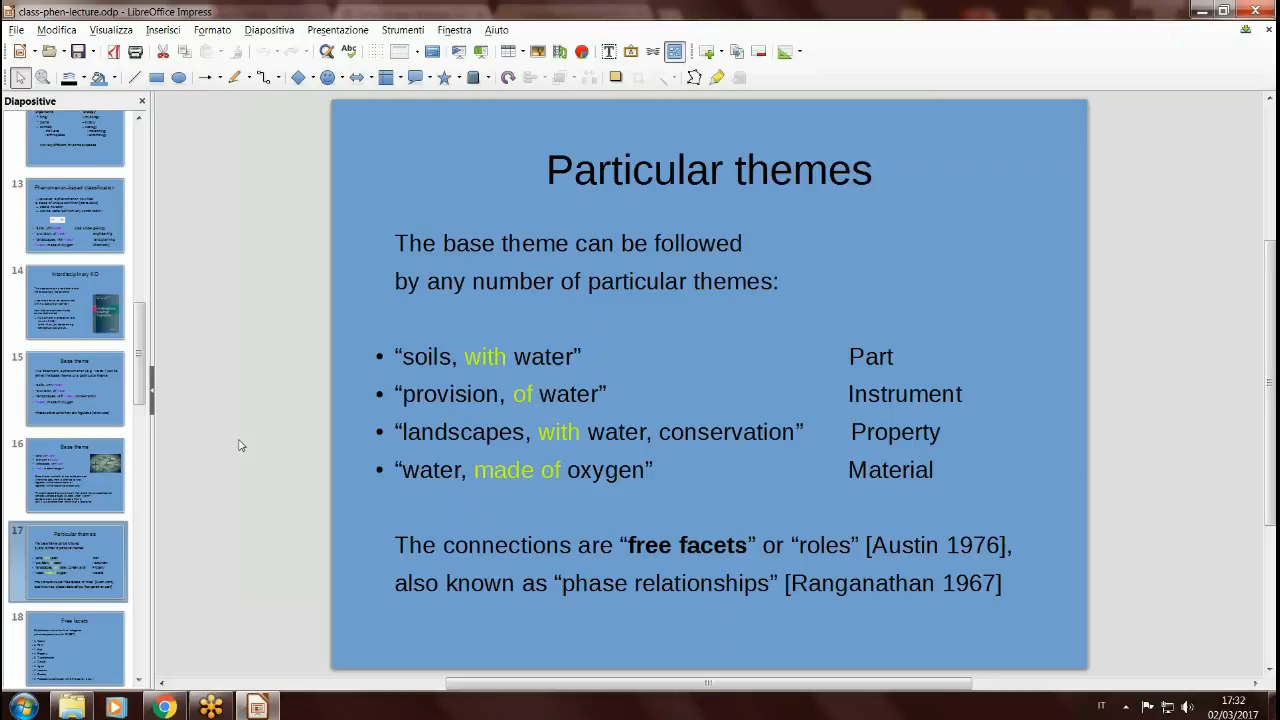 class-phen-lecture.odp - LibreOffice Impress
File Modifica Visualizza Inserisci Formato Diapositiva Presentazione Strumenti Finestra Aiuto
Diapositive
13
Phenomenon-based classification
14
Interdisciplinary KO
15
Base theme
16
Base theme
17
Particular themes
18
Free facets
Particular themes
The base theme can be followed
by any number of particular themes:
• “soils, with water” Part
• “provision, of water” Instrument
• “landscapes, with water, conservation” Property
• “water, made of oxygen” Material
The connections are “free facets” or “roles” [Austin 1976],
also known as “phase relationships” [Ranganathan 1967]
IT
17:32
02/03/2017